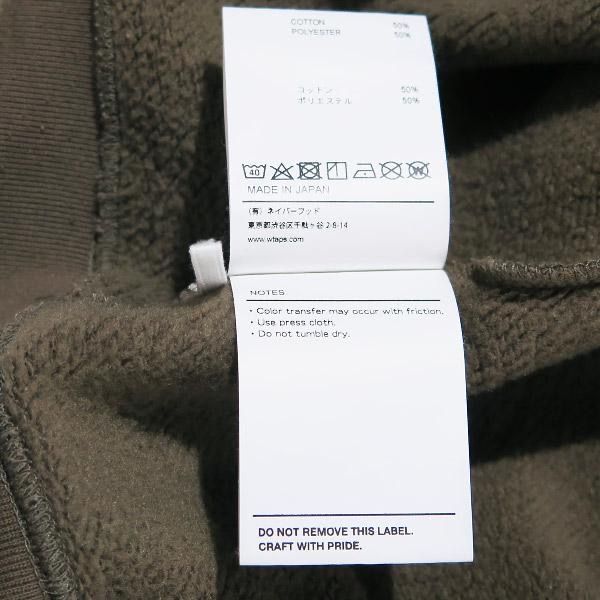 COTTON 50%
POLYESTER 50%
コットン 50%
ポリエステル 50%
40 W
MADE IN JAPAN
(有) ネイバーフッド
東京都渋谷区千駄ヶ谷 2-8-14
www.wtaps.com
NOTES
・Color transfer may occur with friction.
・Use press cloth.
・Do not tumble dry.
DO NOT REMOVE THIS LABEL.
CRAFT WITH PRIDE.